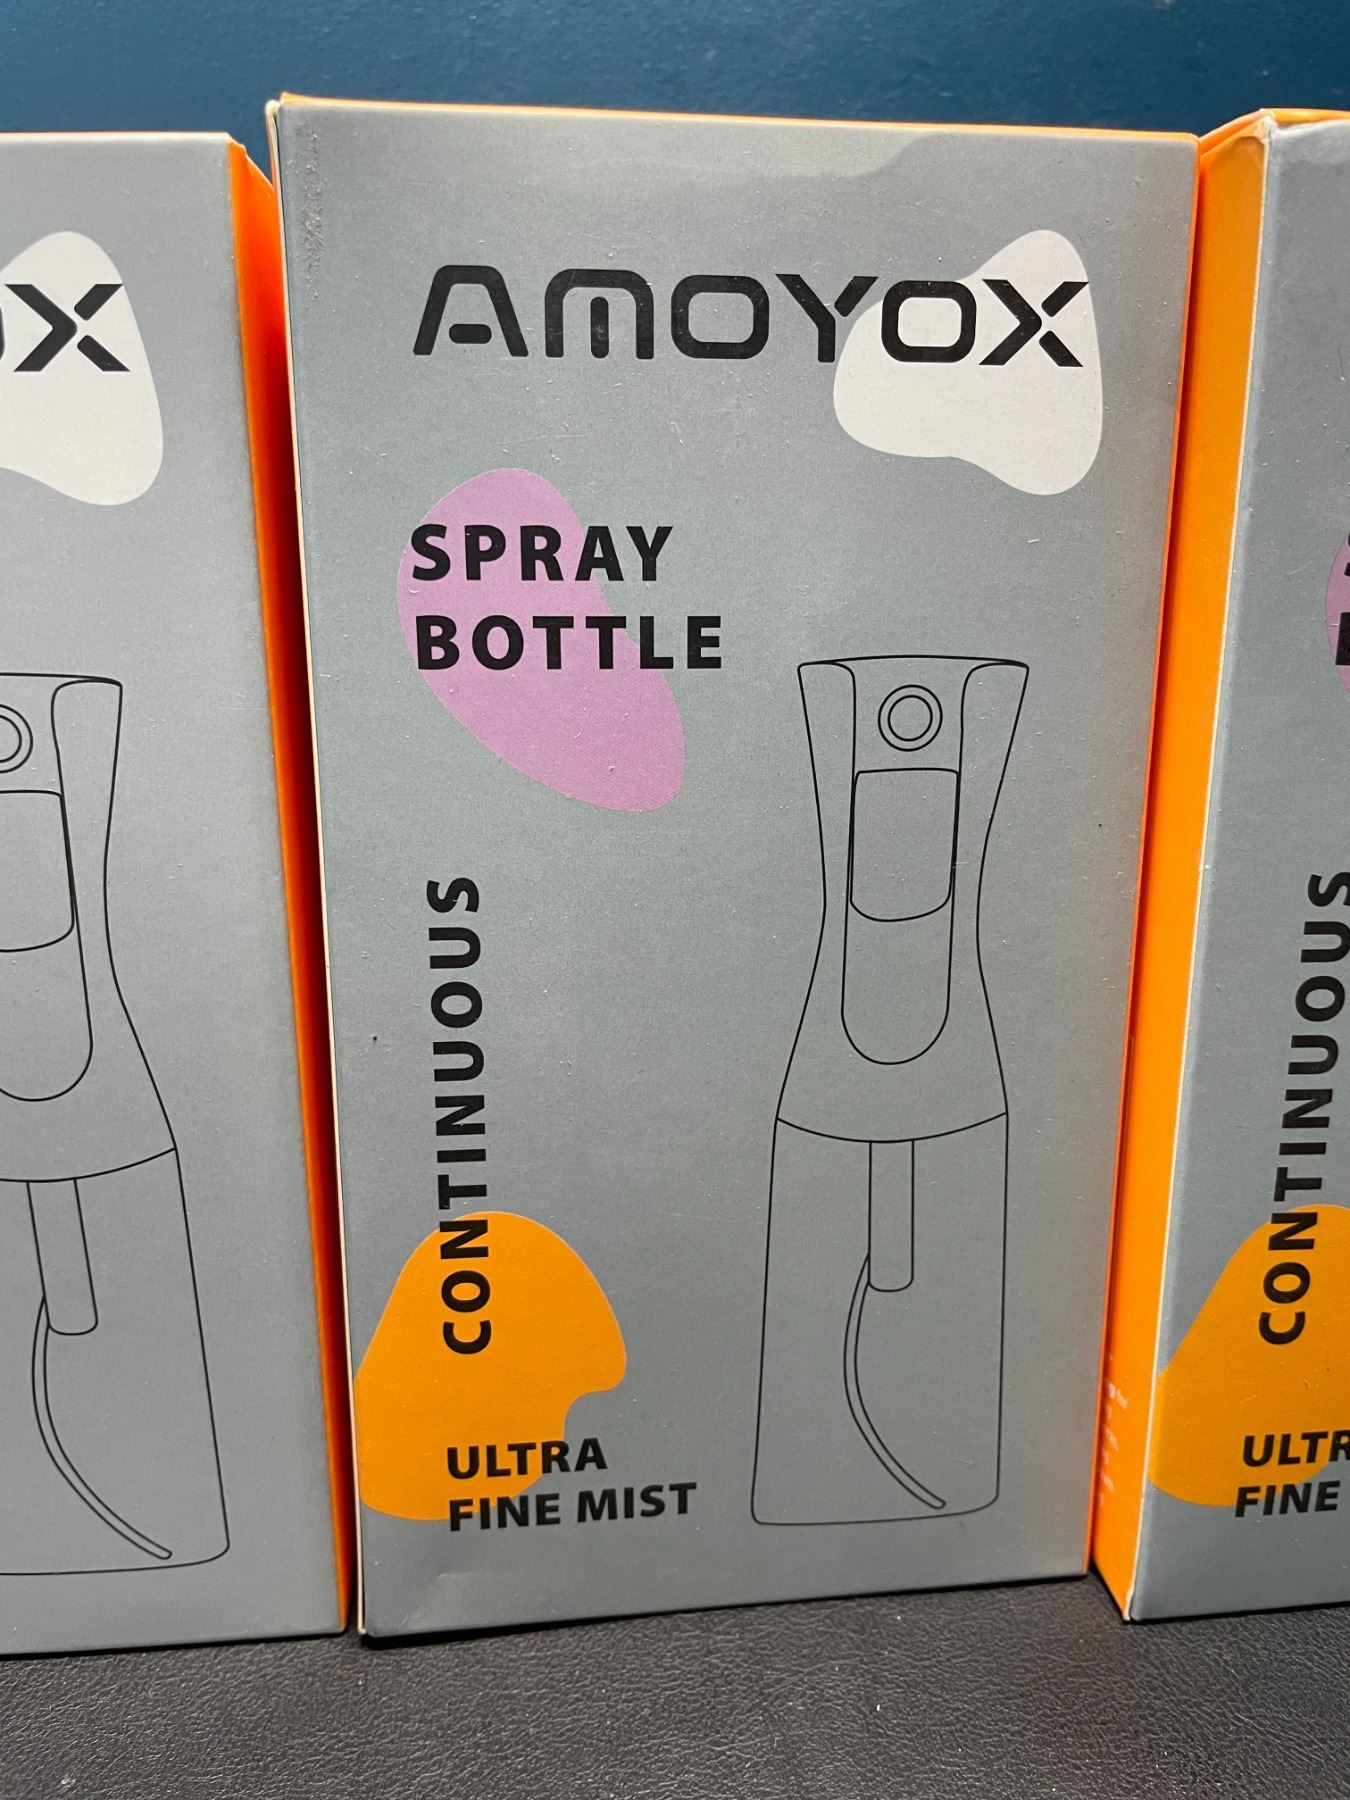 AMOYOX
SPRAY
BOTTLE
CONTINUOUS
ULTRA
FINE MIST
OX
CONTINUOUS
ULTR
FINE